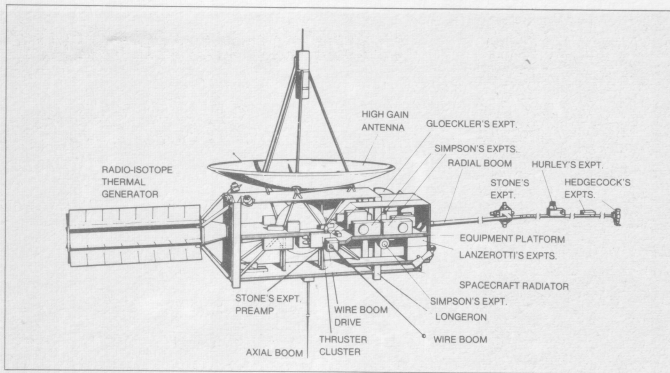 HIGH GAIN
ANTENNA
GLOECKLER'S EXPT.
SIMPSON'S EXPTS.
RADIAL BOOM
RADIO-ISOTOPE
THERMAL
GENERATOR
STONE'S
EXPT.
HURLEY'S EXPT.
HEDGECOCK'S
EXPTS.
EQUIPMENT PLATFORM
LANZEROTTI'S EXPTS.
SPACECRAFT RADIATOR
SIMPSON'S EXPT.
LONGERON
STONE'S EXPT.
PREAMP
WIRE BOOM
DRIVE
THRUSTER
CLUSTER
WIRE BOOM
AXIAL BOOM